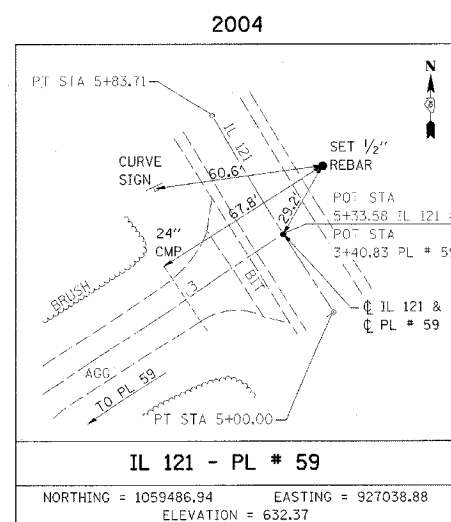 2004
PT STA 5+83.71
N
IL 121
SET 1/2"
REBAR
CURVE
SIGN
60.6'
67.8'
29.2'
POT STA
5+33.58 IL 121 =
POT STA
3+40.83 PL # 59
24"
CMP
BRUSH
3
BIT
℄ IL 121 &
℄ PL # 59
AGG
TO PL 59
PT STA 5+00.00
IL 121 - PL # 59
NORTHING = 1059486.94 EASTING = 927038.88
ELEVATION = 632.37